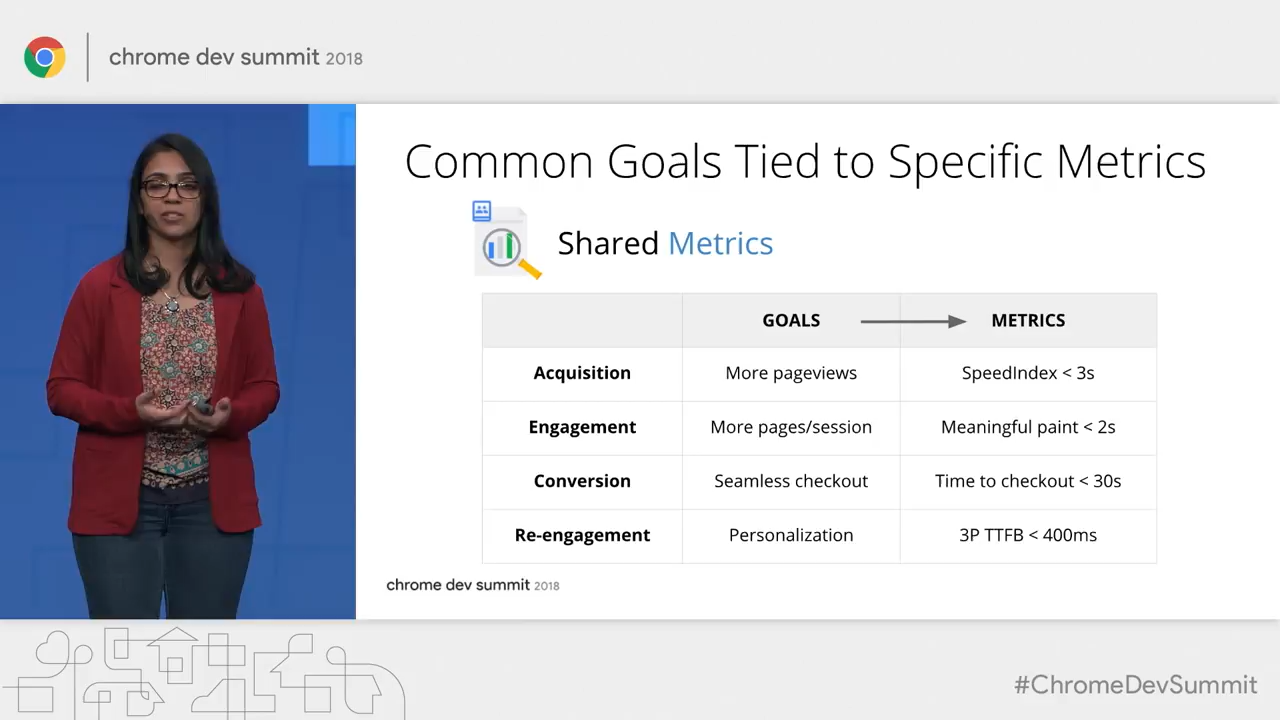 chrome dev summit 2018
Common Goals Tied to Specific Metrics
Shared Metrics
GOALS METRICS
Acquisition More pageviews SpeedIndex < 3s
Engagement More pages/session Meaningful paint < 2s
Conversion Seamless checkout Time to checkout < 30s
Re-engagement Personalization 3P TTFB < 400ms
chrome dev summit 2018
#ChromeDevSummit